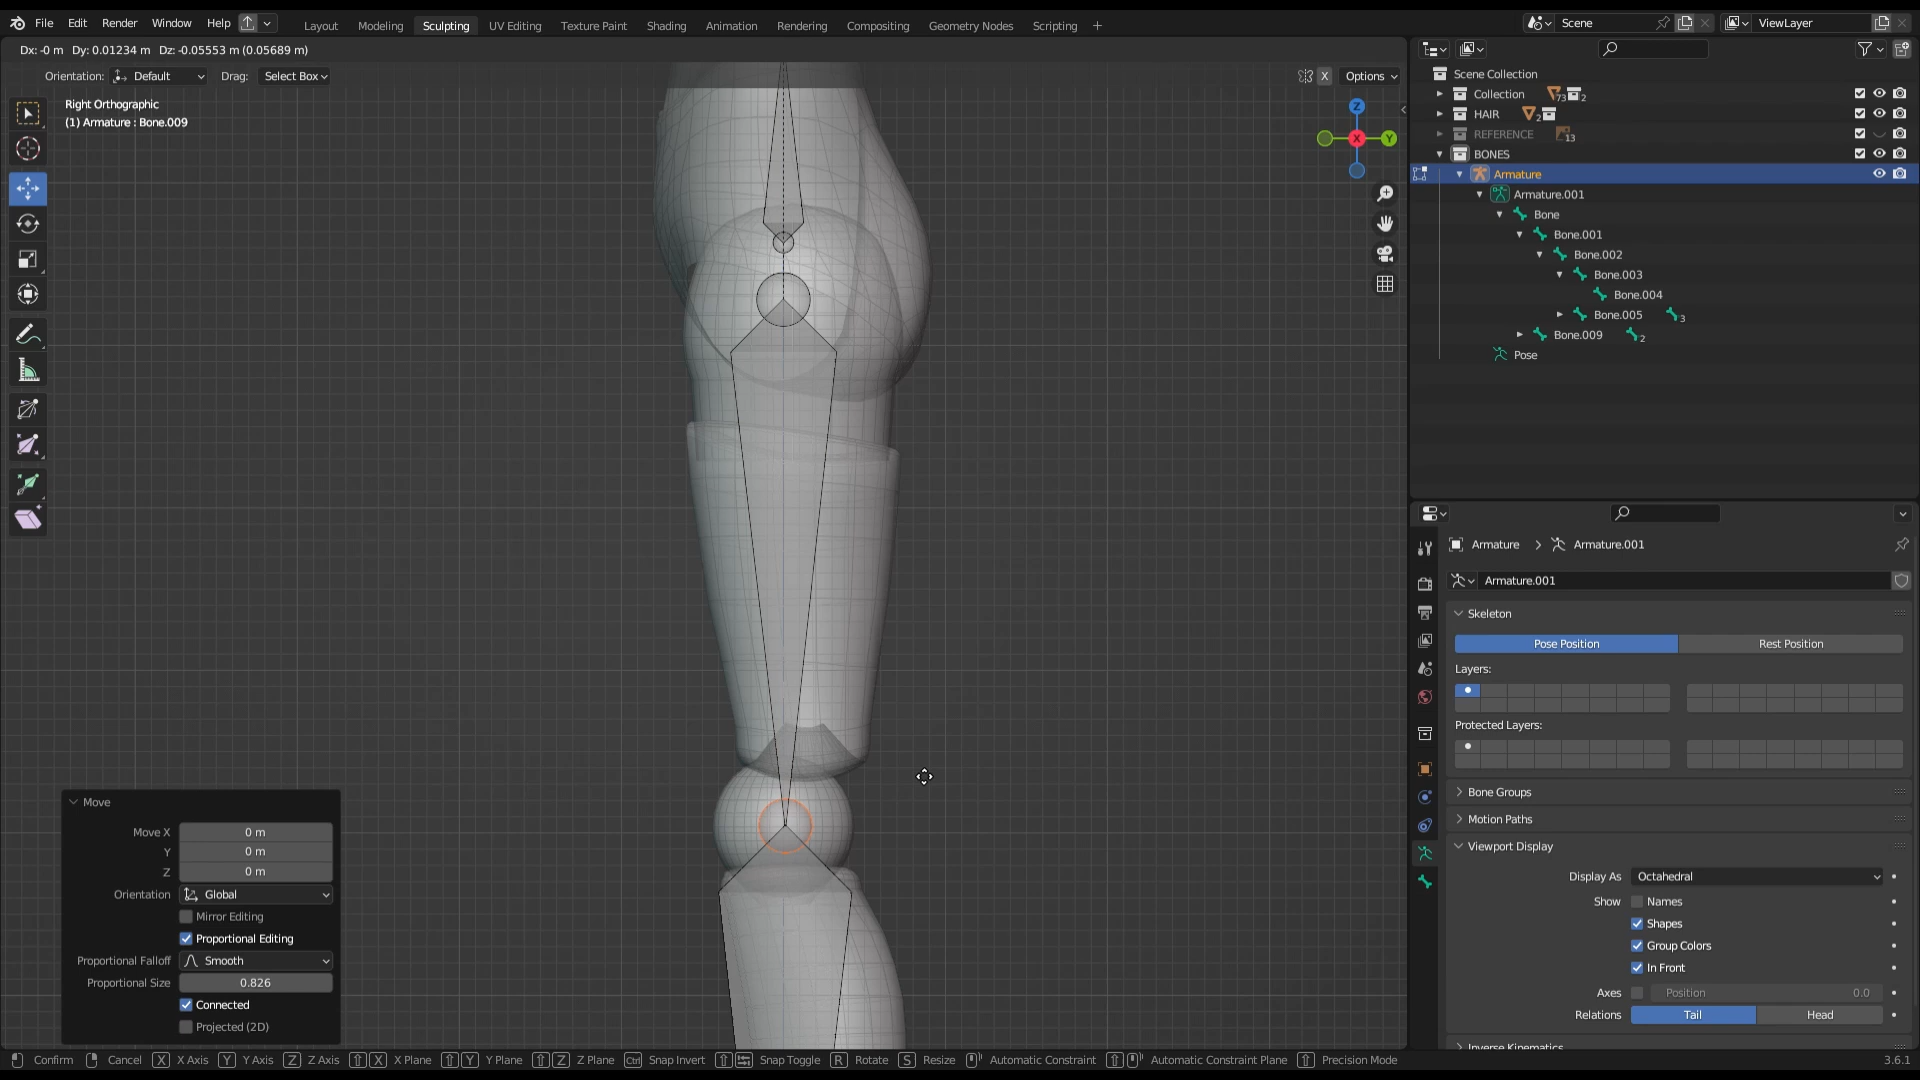 File Edit Render Window Help Layout Modeling Sculpting UV Editing Texture Paint Shading Animation Rendering Compositing Geometry Nodes Scripting + Scene ViewLayer
Dx: -0 m Dy: 0.01234 m Dz: -0.05553 m (0.05689 m)
Orientation: Default Drag: Select Box X Options
Right Orthographic
(1) Armature : Bone.009
Z
X
Y
Scene Collection
Collection 73 2
HAIR 2
REFERENCE 13
BONES
Armature
Armature.001
Bone
Bone.001
Bone.002
Bone.003
Bone.004
Bone.005 3
Bone.009 2
Pose
Armature > Armature.001
Armature.001
Skeleton
Pose Position Rest Position
Layers:
Protected Layers:
Bone Groups
Motion Paths
Viewport Display
Display As Octahedral
Show Names
Shapes
Group Colors
In Front
Axes Position 0.0
Relations Tail Head
Inverse Kinematics
Move
Move X 0 m
Y 0 m
Z 0 m
Orientation Global
Mirror Editing
Proportional Editing
Proportional Falloff Smooth
Proportional Size 0.826
Connected
Projected (2D)
Confirm Cancel X X Axis Y Y Axis Z Z Axis X X Plane Y Y Plane Z Z Plane Ctrl Snap Invert Snap Toggle R Rotate S Resize Automatic Constraint Automatic Constraint Plane Precision Mode 3.6.1